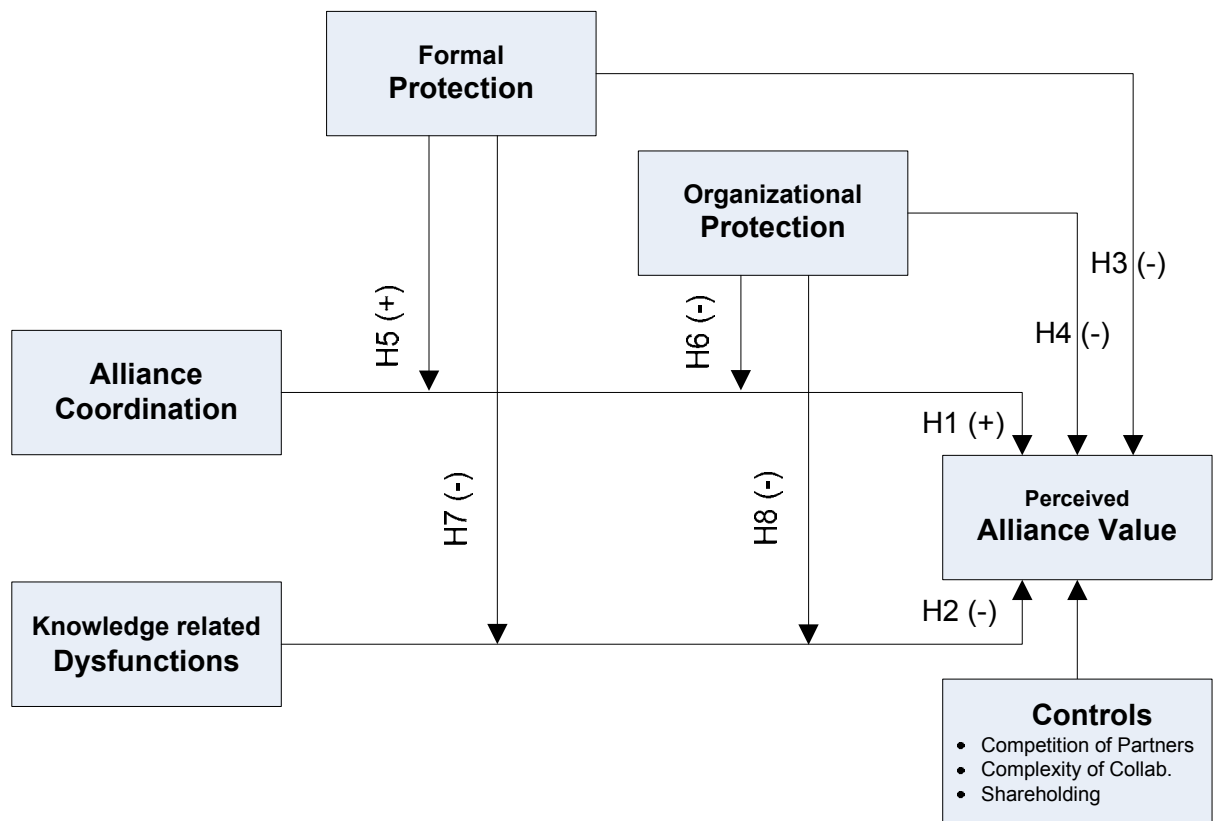 Formal
Protection
Organizational
Protection
H3 (-)
H4 (-)
H5 (+)
H6 (-)
Alliance
Coordination
H1 (+)
H7 (-)
H8 (-)
Perceived
Alliance Value
Knowledge related
Dysfunctions
H2 (-)
Controls
• Competition of Partners
• Complexity of Collab.
• Shareholding